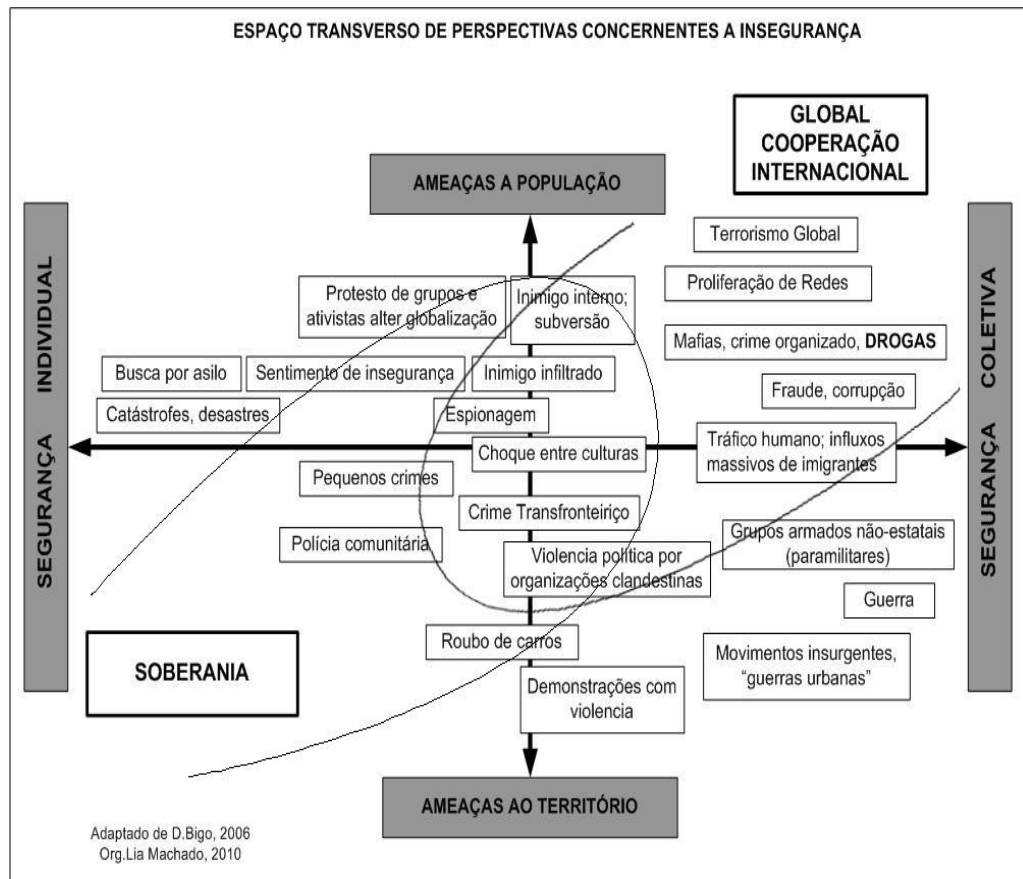 ESPAÇO TRANSVERSO DE PERSPECTIVAS CONCERNENTES A INSEGURANÇA
GLOBAL
COOPERAÇÃO
INTERNACIONAL
AMEAÇAS A POPULAÇÃO
SEGURANÇA INDIVIDUAL
SEGURANÇA COLETIVA
Terrorismo Global
Proliferação de Redes
Protesto de grupos e
ativistas alter globalização
Inimigo interno;
subversão
Mafias, crime organizado, DROGAS
Busca por asilo
Sentimento de insegurança
Inimigo infiltrado
Fraude, corrupção
Catástrofes, desastres
Espionagem
Choque entre culturas
Tráfico humano; influxos
massivos de imigrantes
Pequenos crimes
Crime Transfronteiriço
Polícia comunitária
Violencia política por
organizações clandestinas
Grupos armados não-estatais
(paramilitares)
Guerra
Roubo de carros
SOBERANIA
Movimentos insurgentes,
“guerras urbanas”
Demonstrações com
violencia
AMEAÇAS AO TERRITÓRIO
Adaptado de D.Bigo, 2006
Org.Lia Machado, 2010